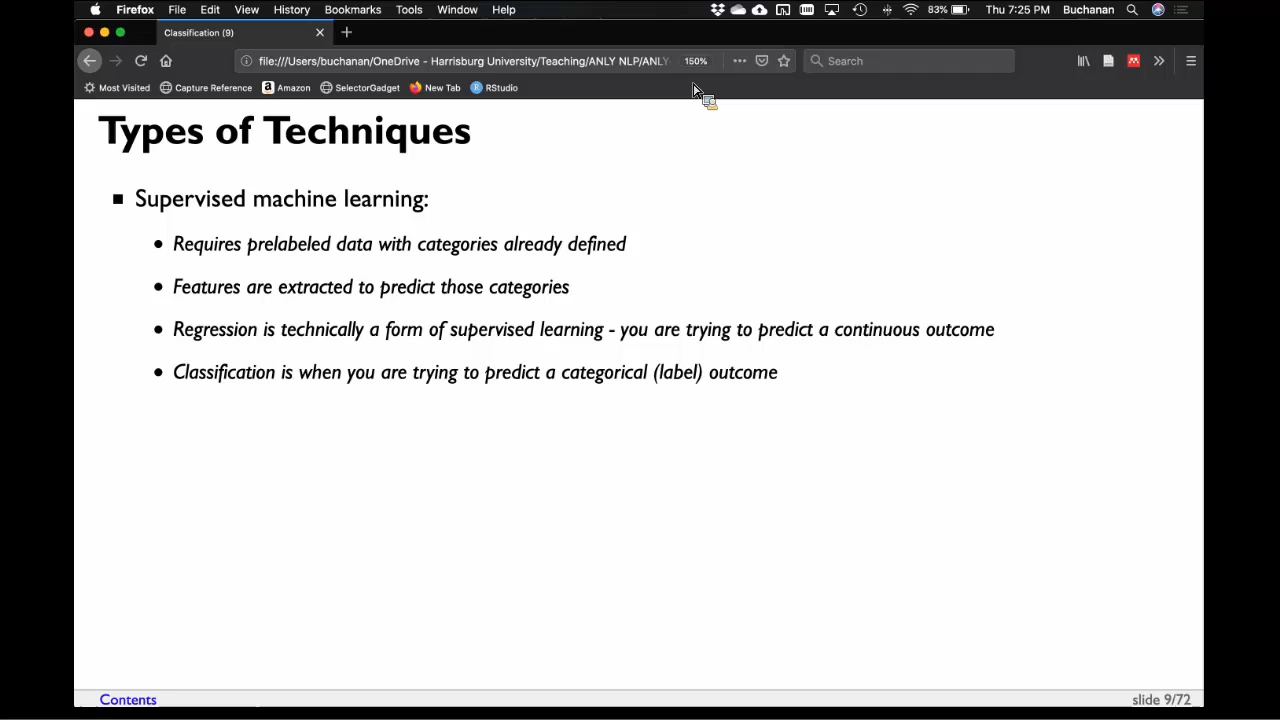 Firefox File Edit View History Bookmarks Tools Window Help 83% Thu 7:25 PM Buchanan
Classification (9)
file:///Users/buchanan/OneDrive - Harrisburg University/Teaching/ANLY NLP/ANLY 150% Search
Most Visited Capture Reference Amazon SelectorGadget New Tab RStudio
Types of Techniques
Supervised machine learning:
Requires prelabeled data with categories already defined
Features are extracted to predict those categories
Regression is technically a form of supervised learning - you are trying to predict a continuous outcome
Classification is when you are trying to predict a categorical (label) outcome
Contents slide 9/72